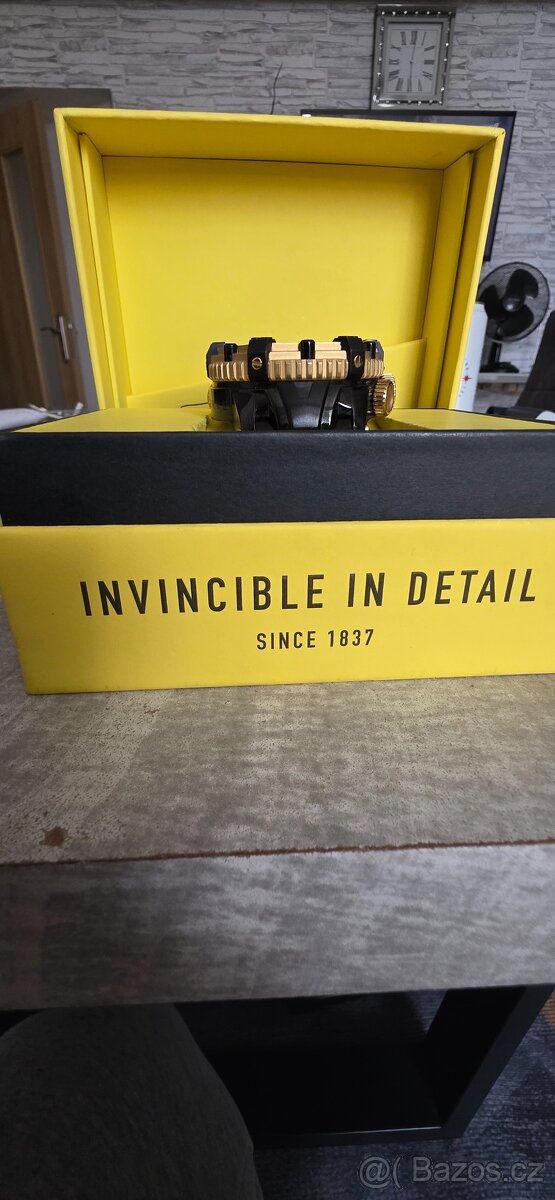 INVINCIBLE IN DETAIL
SINCE 1837
@( Bazos.cz